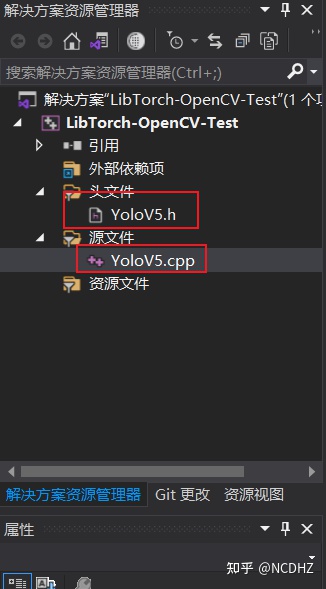 解决方案资源管理器
搜索解决方案资源管理器(Ctrl+;)
解决方案"LibTorch-OpenCV-Test"(1 个项
LibTorch-OpenCV-Test
引用
外部依赖项
头文件
YoloV5.h
源文件
YoloV5.cpp
资源文件
解决方案资源管理器 Git 更改 资源视图
属性
知乎 @NCDHZ